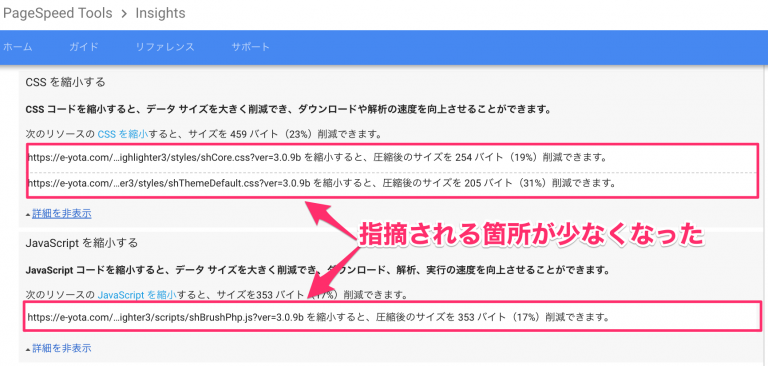 PageSpeed Tools > Insights
ホーム ガイド リファレンス サポート
CSS を縮小する
CSS コードを縮小すると、データ サイズを大きく削減でき、ダウンロードや解析の速度を向上させることができます。
次のリソースの CSS を縮小すると、サイズを 459 バイト（23%）削減できます。
https://e-yota.com/…ighlighter3/styles/shCore.css?ver=3.0.9b を縮小すると、圧縮後のサイズを 254 バイト（19%）削減できます。
https://e-yota.com/…er3/styles/shThemeDefault.css?ver=3.0.9b を縮小すると、圧縮後のサイズを 205 バイト（31%）削減できます。
詳細を非表示
指摘される箇所が少なくなった
JavaScript を縮小する
JavaScript コードを縮小すると、データ サイズを大きく削減でき、ダウンロード、解析、実行の速度を向上させることができます。
次のリソースの JavaScript を縮小すると、サイズを353 バイト（17%）削減できます。
https://e-yota.com/…ighter3/scripts/shBrushPhp.js?ver=3.0.9b を縮小すると、圧縮後のサイズを 353 バイト（17%）削減できます。
詳細を非表示